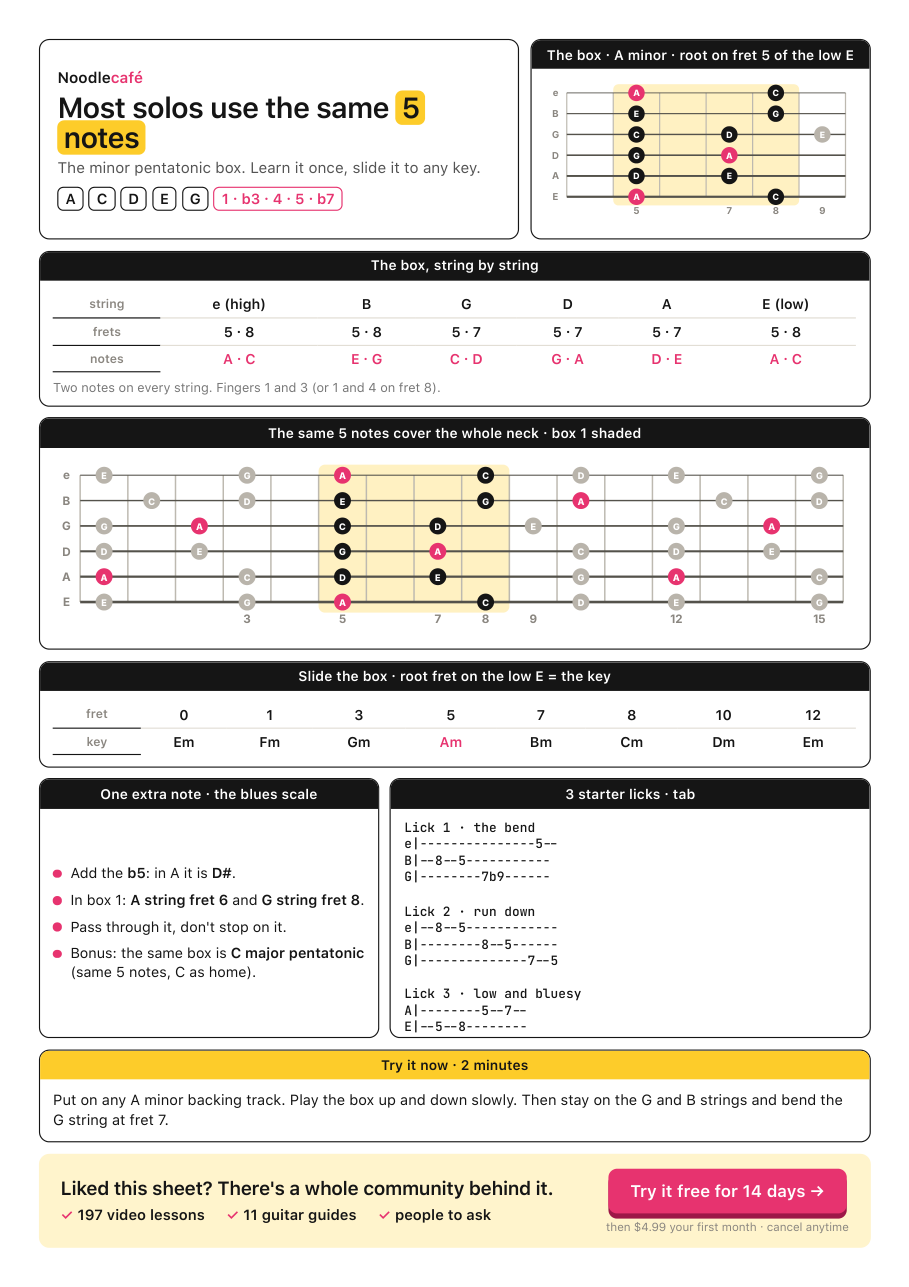 Noodlecafé
Most solos use the same 5
notes
The minor pentatonic box. Learn it once, slide it to any key.
A C D E G 1 · b3 · 4 · 5 · b7
The box · A minor · root on fret 5 of the low E
e A C
B E G
G C D E
D G A
A D E
E A C
5 7 8 9
The box, string by string
string e (high) B G D A E (low)
frets 5 · 8 5 · 8 5 · 7 5 · 7 5 · 7 5 · 8
notes A · C E · G C · D G · A D · E A · C
Two notes on every string. Fingers 1 and 3 (or 1 and 4 on fret 8).
The same 5 notes cover the whole neck · box 1 shaded
e E G A C D E G
B C D E G A C D
G G A C D E G A
D D E G A C D E
A A C D E G A C
E E G A C D E G
3 5 7 8 9 12 15
Slide the box · root fret on the low E = the key
fret 0 1 3 5 7 8 10 12
key Em Fm Gm Am Bm Cm Dm Em
One extra note · the blues scale
Add the b5: in A it is D#.
In box 1: A string fret 6 and G string fret 8.
Pass through it, don't stop on it.
Bonus: the same box is C major pentatonic
(same 5 notes, C as home).
3 starter licks · tab
Lick 1 · the bend
e|---------------5--
B|--8--5-----------
G|--------7b9------
Lick 2 · run down
e|--8--5------------
B|--------8--5------
G|--------------7--5
Lick 3 · low and bluesy
A|--------5--7--
E|--5--8--------
Try it now · 2 minutes
Put on any A minor backing track. Play the box up and down slowly. Then stay on the G and B strings and bend the
G string at fret 7.
Liked this sheet? There's a whole community behind it.
✓ 197 video lessons ✓ 11 guitar guides ✓ people to ask
Try it free for 14 days →
then $4.99 your first month · cancel anytime